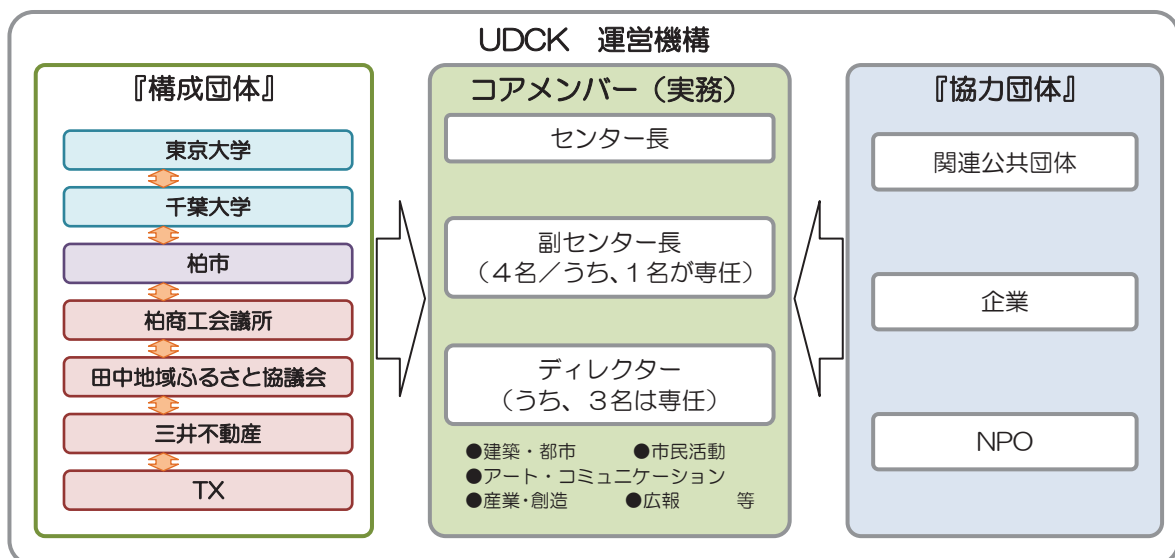 UDCK 運営機構
『構成団体』
東京大学
千葉大学
柏市
柏商工会議所
田中地域ふるさと協議会
三井不動産
TX
コアメンバー（実務）
センター長
副センター長
（４名／うち、１名が専任）
ディレクター
（うち、３名は専任）
●建築・都市 ●市民活動
●アート・コミュニケーション
●産業・創造 ●広報 等
『協力団体』
関連公共団体
企業
NPO